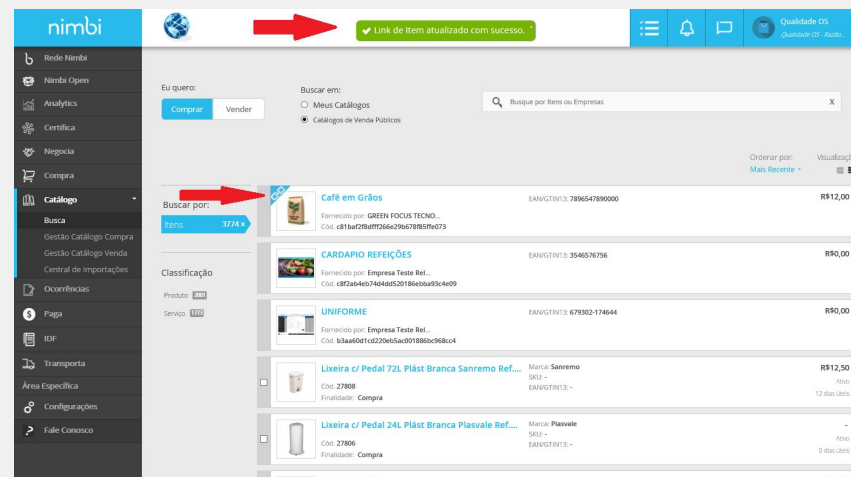 nimbi
✔ Link de Item atualizado com sucesso.
Qualidade OS
Qualidade OS - Razão...
Rede Nimbi
Nimbi Open
Analytics
Certifica
Negocia
Compra
Catálogo
Busca
Gestão Catálogo Compra
Gestão Catálogo Venda
Central de Importações
Ocorrências
Paga
IDF
Transporta
Área Específica
Configurações
Fale Conosco
Eu quero:
Comprar Vender
Buscar em:
Meus Catálogos
Catálogos de Venda Públicos
Busque por Itens ou Empresas X
Ordenar por: Visualizaçã
Mais Recente
Buscar por:
Itens 3774 x
Classificação
Produto 2001
Serviço 1773
Café em Grãos EAN/GTIN13: 7896547890000 R$12,00
Fornecido por: GREEN FOCUS TECNO...
Cód. c81baf2f8dfff266e29b678f85ffe073
CARDAPIO REFEIÇÕES EAN/GTIN13: 3546576756 R$0,00
Fornecido por: Empresa Teste Rel...
Cód. c8f2ab4eb74d4dd520186ebba93c4e09
UNIFORME EAN/GTIN13: 679302-174644 R$0,00
Fornecido por: Empresa Teste Rel...
Cód. b3aa60d1cd220eb5ac001886bc968cc4
Lixeira c/ Pedal 72L Plást Branca Sanremo Ref.... Marca: Sanremo R$12,50
SKU: -
Cód. 27808 EAN/GTIN13: - Ativo
Finalidade: Compra 12 dias úteis
Lixeira c/ Pedal 24L Plást Branca Plasvale Ref.... Marca: Plasvale -
SKU: -
Cód. 27806 EAN/GTIN13: - Ativo
Finalidade: Compra 0 dias úteis